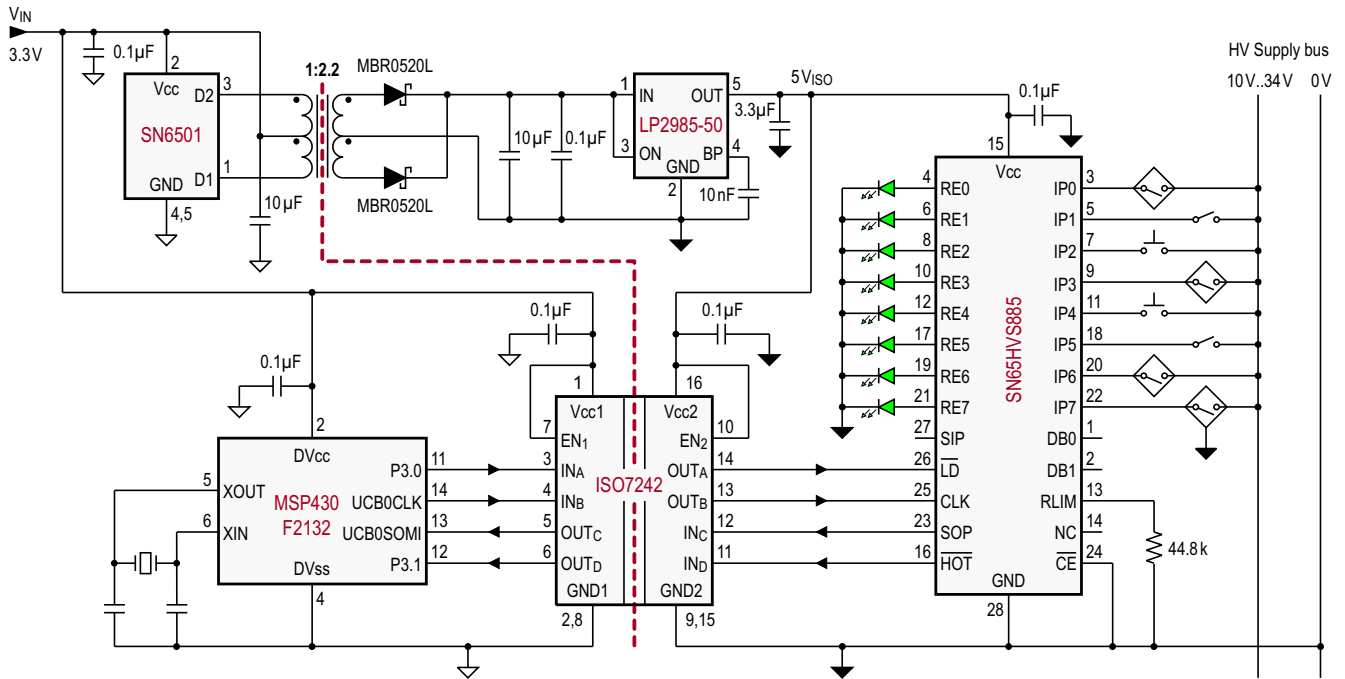 VIN
3.3V
0.1µF
2
Vcc
D2
3
SN6501
D1
1
GND
4,5
10µF
1:2.2
MBR0520L
MBR0520L
10µF
0.1µF
1
IN
OUT
5
LP2985-50
3
ON
BP
4
GND
2
10nF
3.3µF
5VISO
0.1µF
HV Supply bus
10V..34V
0V
15
Vcc
4
RE0
IP0
3
6
RE1
IP1
5
8
RE2
IP2
7
10
RE3
IP3
9
12
RE4
IP4
11
17
RE5
IP5
18
19
RE6
IP6
20
21
RE7
IP7
22
27
SIP
DB0
1
26
LD
DB1
2
25
CLK
RLIM
13
23
SOP
NC
14
16
HOT
CE
24
GND
28
SN65HVS885
44.8k
0.1µF
0.1µF
0.1µF
2
DVcc
5
XOUT
6
XIN
MSP430
F2132
P3.0
11
UCB0CLK
14
UCB0SOMI
13
P3.1
12
DVss
4
1
Vcc1
7
EN1
3
INA
4
INB
5
OUTC
6
OUTD
GND1
2,8
ISO7242
16
Vcc2
10
EN2
14
OUTA
13
OUTB
12
INC
11
IND
GND2
9,15